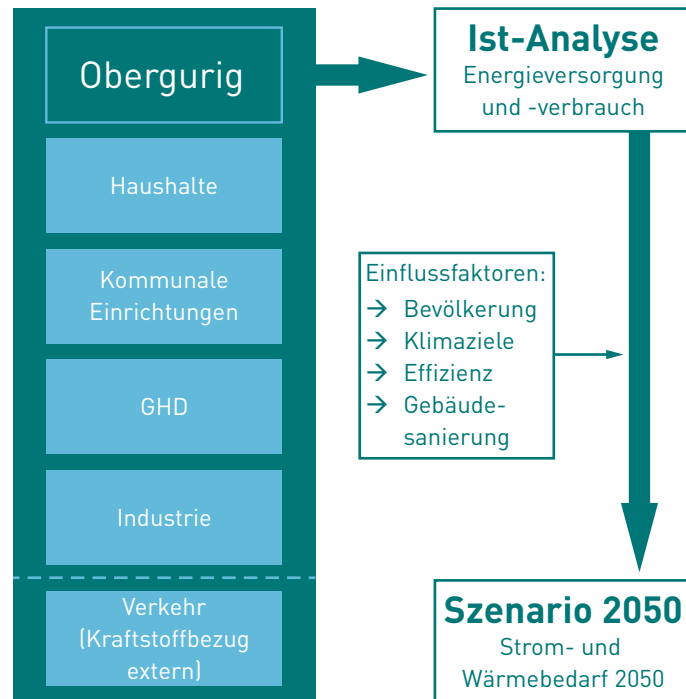 Obergurig
Haushalte
Kommunale
Einrichtungen
GHD
Industrie
Verkehr
(Kraftstoffbezug
extern)
Ist-Analyse
Energieversorgung
und -verbrauch
Einflussfaktoren:
→ Bevölkerung
→ Klimaziele
→ Effizienz
→ Gebäude-
sanierung
Szenario 2050
Strom- und
Wärmebedarf 2050